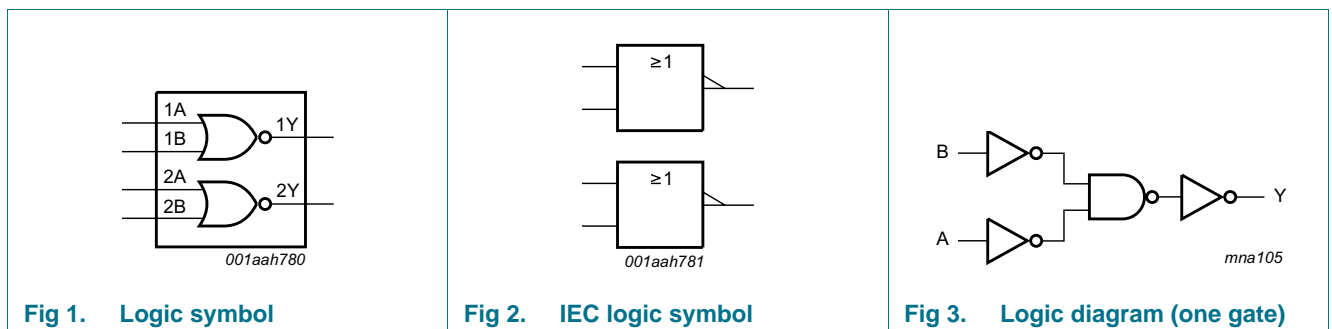 1A
1B
1Y
2A
2B
2Y
001aah780
Fig 1. Logic symbol
≥1
≥1
001aah781
Fig 2. IEC logic symbol
B
A
Y
mna105
Fig 3. Logic diagram (one gate)